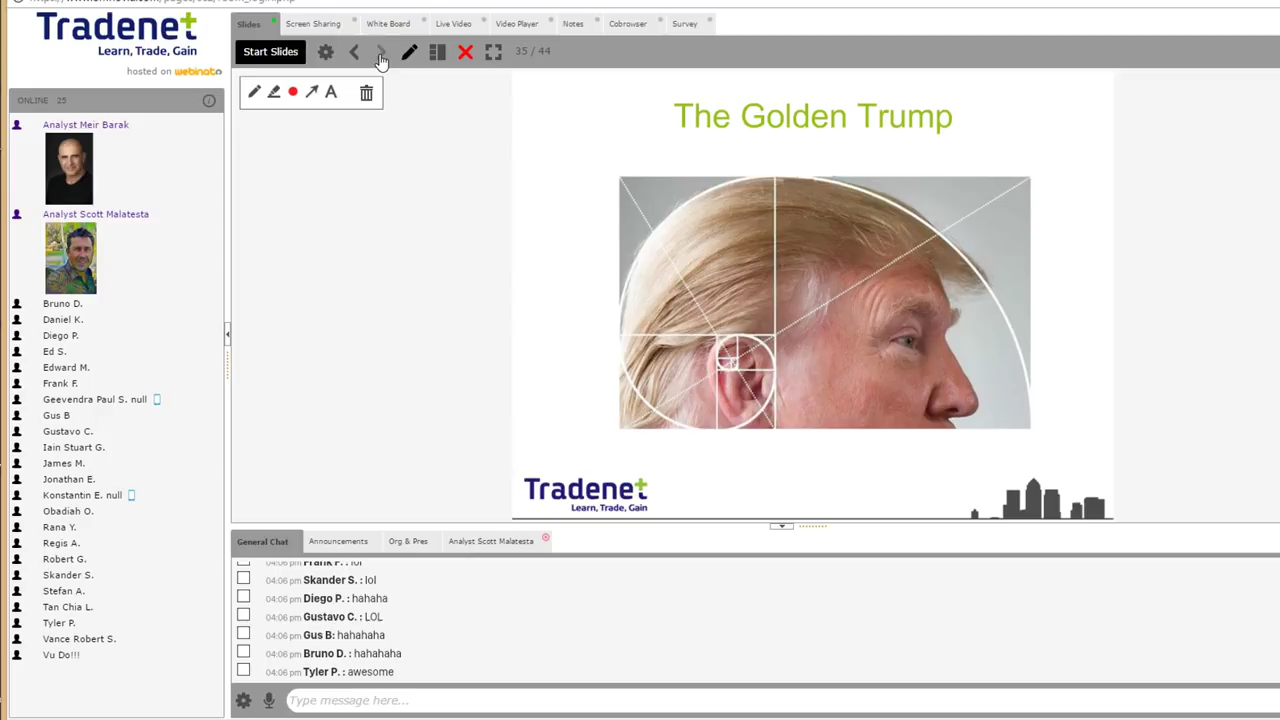 Tradenet
Learn, Trade, Gain
hosted on webinato
ONLINE 25
Analyst Meir Barak
Analyst Scott Malatesta
Bruno D.
Daniel K.
Diego P.
Ed S.
Edward M.
Frank F.
Geevendra Paul S. null
Gus B
Gustavo C.
Iain Stuart G.
James M.
Jonathan E.
Konstantin E. null
Obadiah O.
Rana Y.
Regis A.
Robert G.
Skander S.
Stefan A.
Tan Chia L.
Tyler P.
Vance Robert S.
Vu Do!!!
Slides Screen Sharing White Board Live Video Video Player Notes Cobrowser Survey
Start Slides 35 / 44
A
The Golden Trump
Tradenet
Learn, Trade, Gain
General Chat Announcements Org & Pres Analyst Scott Malatesta
04:06 pm Frank F. : lol
04:06 pm Skander S. : lol
04:06 pm Diego P. : hahaha
04:06 pm Gustavo C. : LOL
04:06 pm Gus B: hahahaha
04:06 pm Bruno D. : hahahaha
04:06 pm Tyler P. : awesome
Type message here...